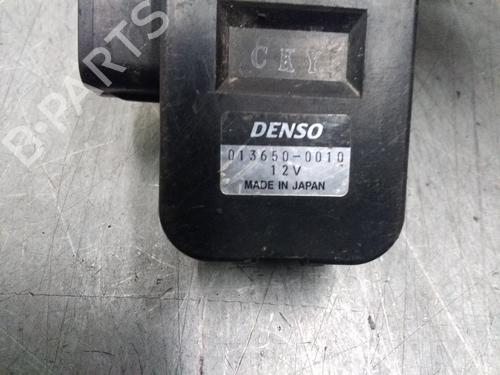 B-PARTS
CKY
DENSO
013650-0010
12V
MADE IN JAPAN